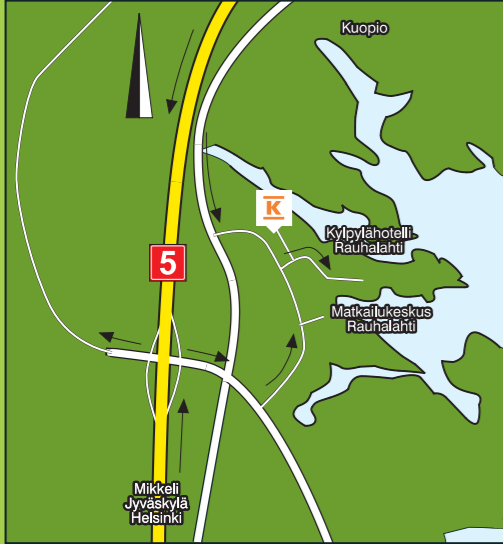 Kuopio
K
Kylpylähotelli
Rauhalahti
5
Matkailukeskus
Rauhalahti
Mikkeli
Jyväskylä
Helsinki